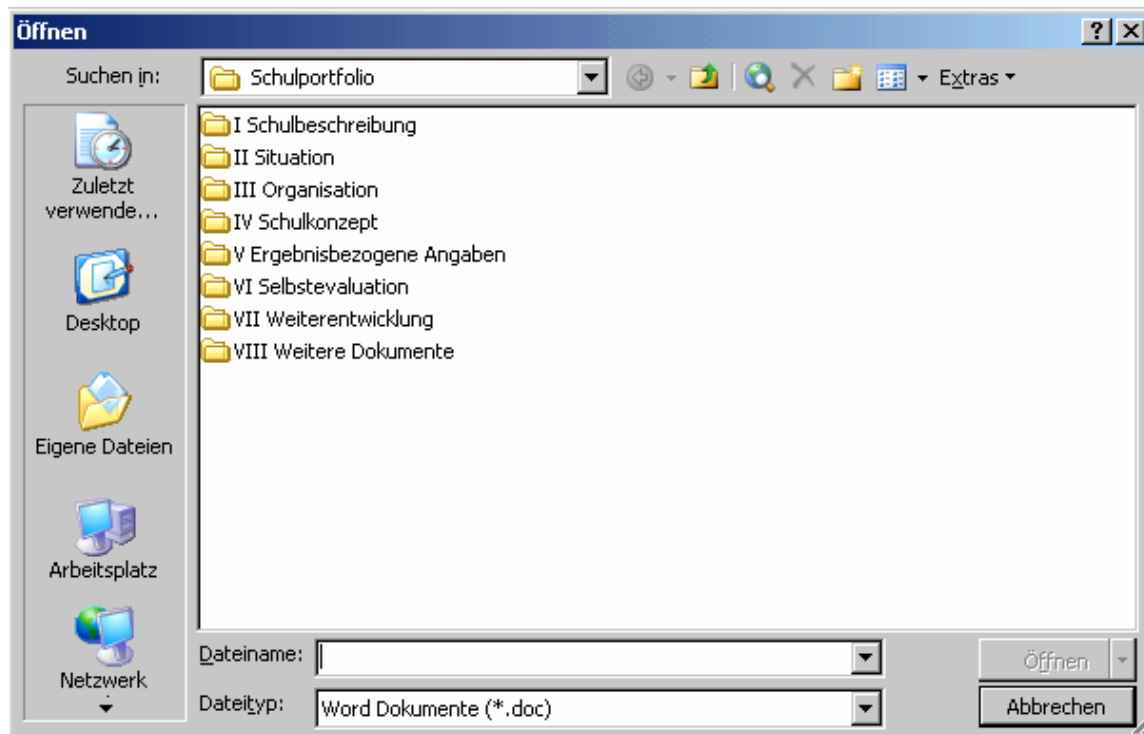 Öffnen
Suchen in:
Schulportfolio
Extras
Zuletzt
verwende...
Desktop
Eigene Dateien
Arbeitsplatz
Netzwerk
I Schulbeschreibung
II Situation
III Organisation
IV Schulkonzept
V Ergebnisbezogene Angaben
VI Selbstevaluation
VII Weiterentwicklung
VIII Weitere Dokumente
Dateiname:
Öffnen
Dateityp:
Word Dokumente (*.doc)
Abbrechen